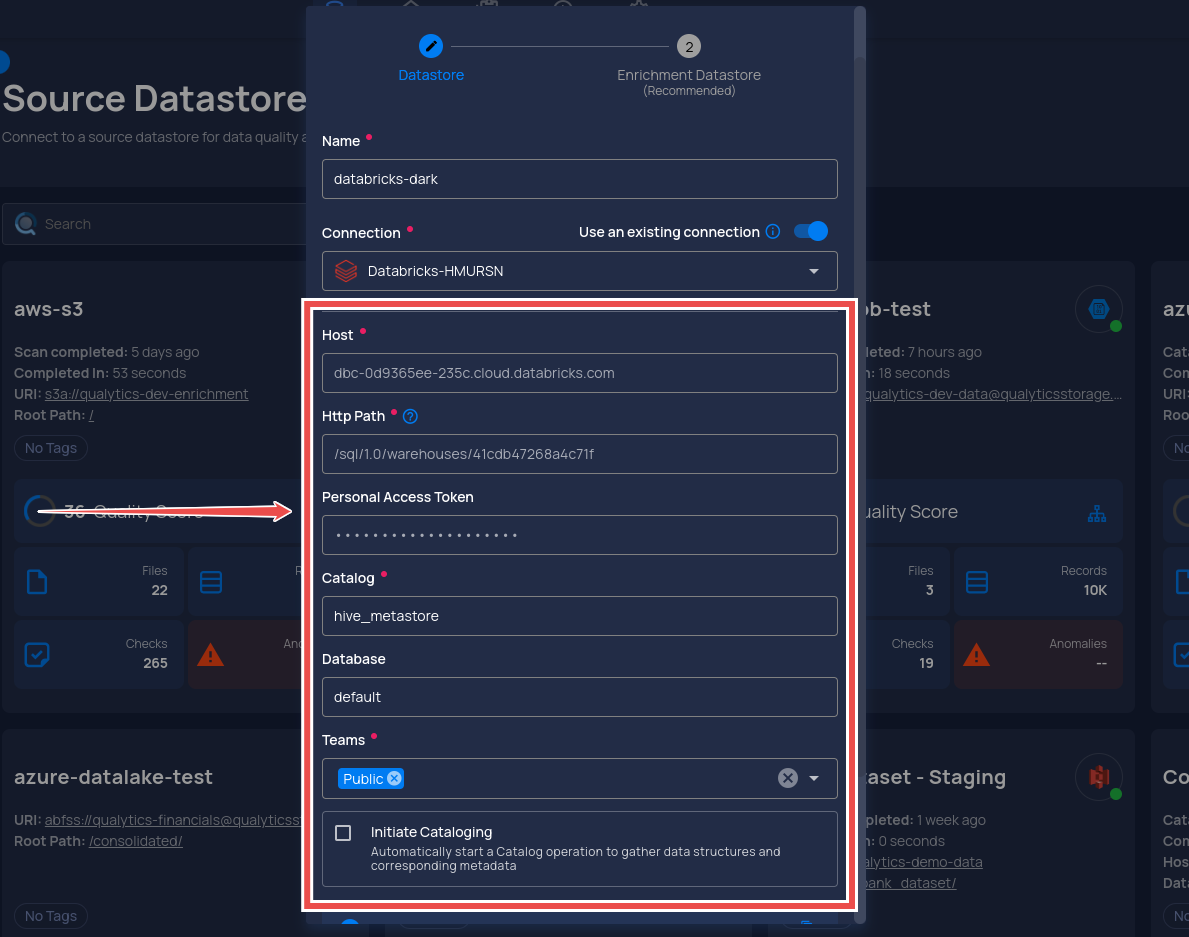 Datastore
2
Enrichment Datastore
(Recommended)
Source Datastore
Connect to a source datastore for data quality
Name
databricks-dark
Search
Connection
Use an existing connection
Databricks-HMURSN
aws-s3
Scan completed: 5 days ago
Completed In: 53 seconds
URI: s3a://qualytics-dev-enrichment
Root Path: /
No Tags
36 Quality Score
Files
22
Checks
265
azure-datalake-test
URI: abfss://qualytics-financials@qualyticss
Root Path: /consolidated/
No Tags
Host
dbc-0d9365ee-235c.cloud.databricks.com
Http Path
/sql/1.0/warehouses/41cdb47268a4c71f
Personal Access Token
Catalog
hive_metastore
Database
default
Teams
Public
Initiate Cataloging
Automatically start a Catalog operation to gather data structures and
corresponding metadata
b-test
eted: 7 hours ago
: 18 seconds
qualytics-dev-data@qualyticsstorage....
uality Score
Files
3
Records
10K
Checks
19
Anomalies
--
aset - Staging
pleted: 1 week ago
: 0 seconds
alytics-demo-data
bank_dataset/
azu
Cata
Com
URI:
Roo
No
Co
Cata
Com
Hos
Data
No